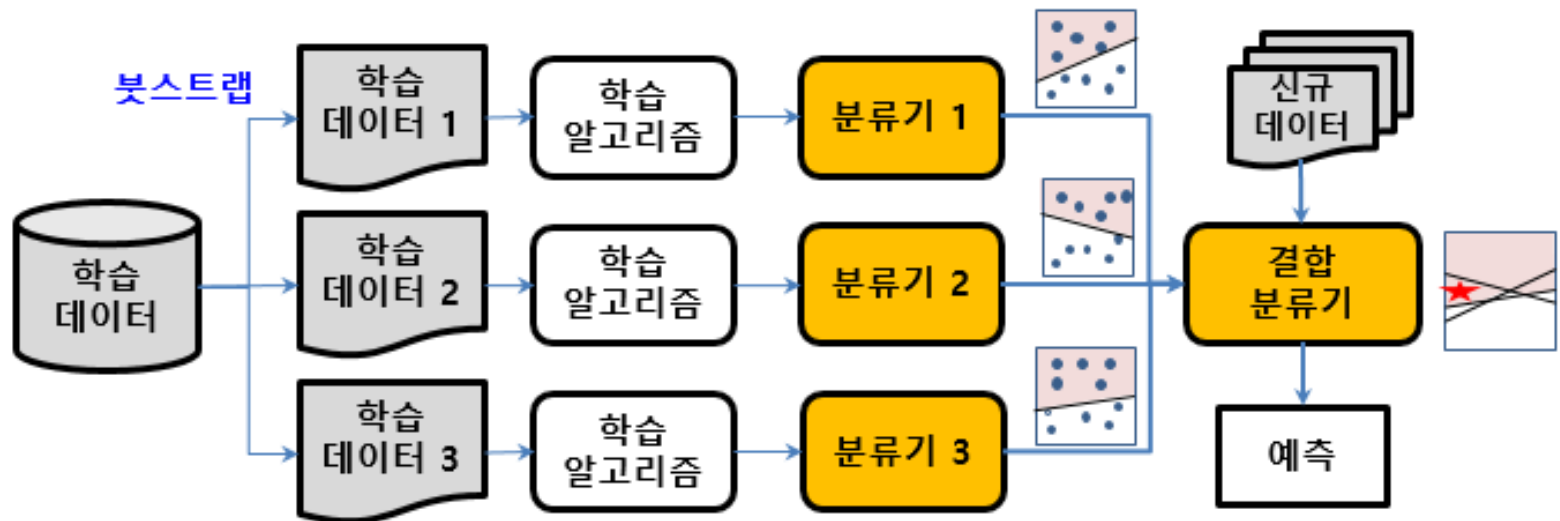 붓스트랩
학습
데이터
학습
데이터 1
학습
알고리즘
분류기 1
학습
데이터 2
학습
알고리즘
분류기 2
학습
데이터 3
학습
알고리즘
분류기 3
신규
데이터
결합
분류기
예측